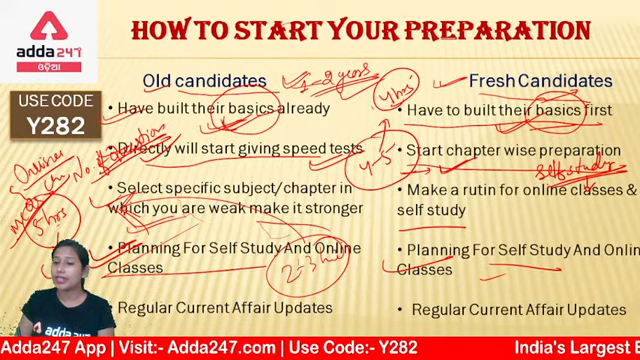 adda247
ଓଡ଼ିଆ
HOW TO START YOUR PREPARATION
USE CODE
Y282
Old candidates
1-2 years
4 hrs
Fresh Candidates
• Have built their basics already
• Directly will start giving speed tests
• Select specific subject/chapter in
which you are weak make it stronger
• Planning For Self Study And Online
Classes
• Regular Current Affair Updates
No. of
5 hrs
2-3
4-5
• Have to built their basics first
• Start chapter wise preparation
self study
• Make a rutin for online classes &
self study
• Planning For Self Study And Onlin
Classes
• Regular Current Affair Updates
Adda247 App | Visit:- Adda247.com | Use Code:- Y282
India's Largest E